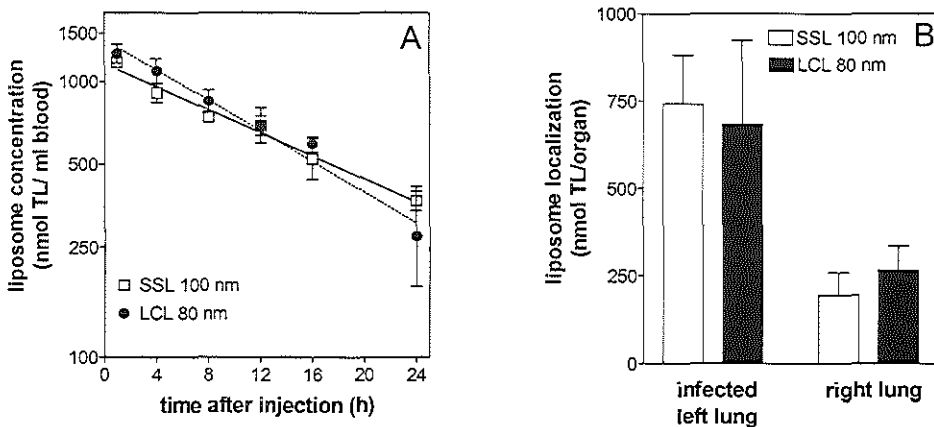 A
liposome concentration
(nmol TL/ ml blood)
1500
1000
500
250
100
SSL 100 nm
LCL 80 nm
0 4 8 12 16 20 24
time after injection (h)
B
liposome localization
(nmol TL/organ)
1000
750
500
250
0
SSL 100 nm
LCL 80 nm
infected
left lung
right lung